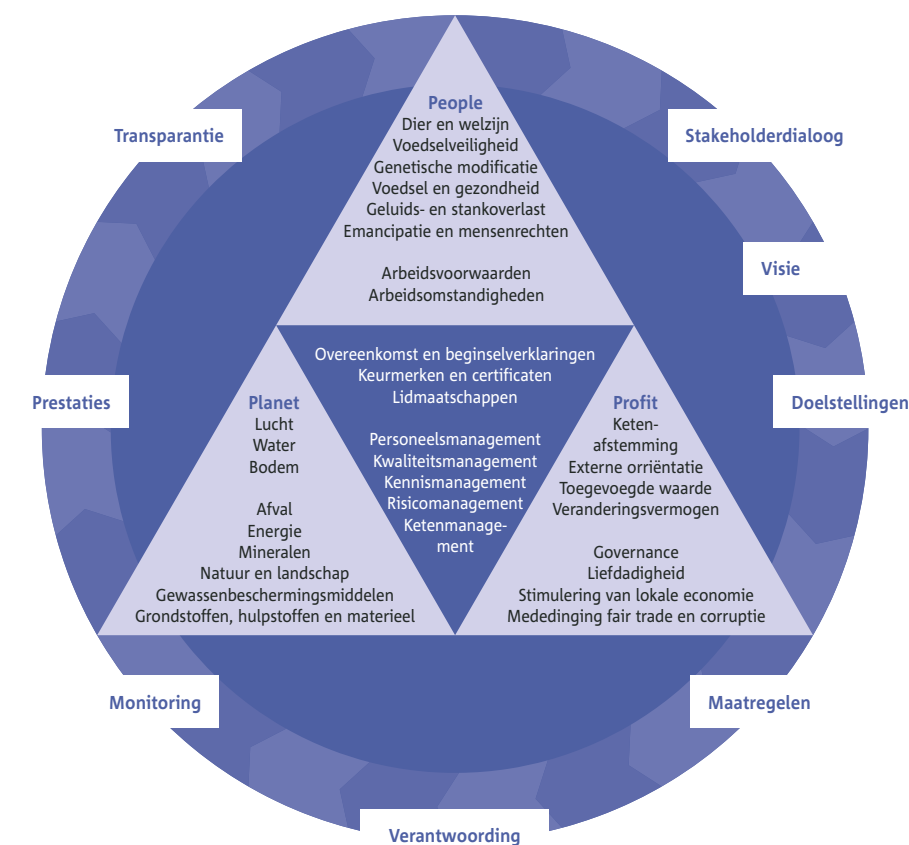 People
Dier en welzijn
Voedselveiligheid
Genetische modificatie
Voedsel en gezondheid
Geluids- en stankoverlast
Emancipatie en mensenrechten
Arbeidsvoorwaarden
Arbeidsomstandigheden
Overeenkomst en beginselverklaringen
Keurmerken en certificaten
Lidmaatschappen
Personeelsmanagement
Kwaliteitsmanagement
Kennismanagement
Risicomanagement
Ketenmanage-
ment
Planet
Lucht
Water
Bodem
Afval
Energie
Mineralen
Natuur en landschap
Gewassenbeschermingsmiddelen
Grondstoffen, hulpstoffen en materieel
Profit
Keten-
afstemming
Externe orriëntatie
Toegevoegde waarde
Veranderingsvermogen
Governance
Liefdadigheid
Stimulering van lokale economie
Mededinging fair trade en corruptie
Stakeholderdialoog
Visie
Doelstellingen
Maatregelen
Verantwoording
Monitoring
Prestaties
Transparantie